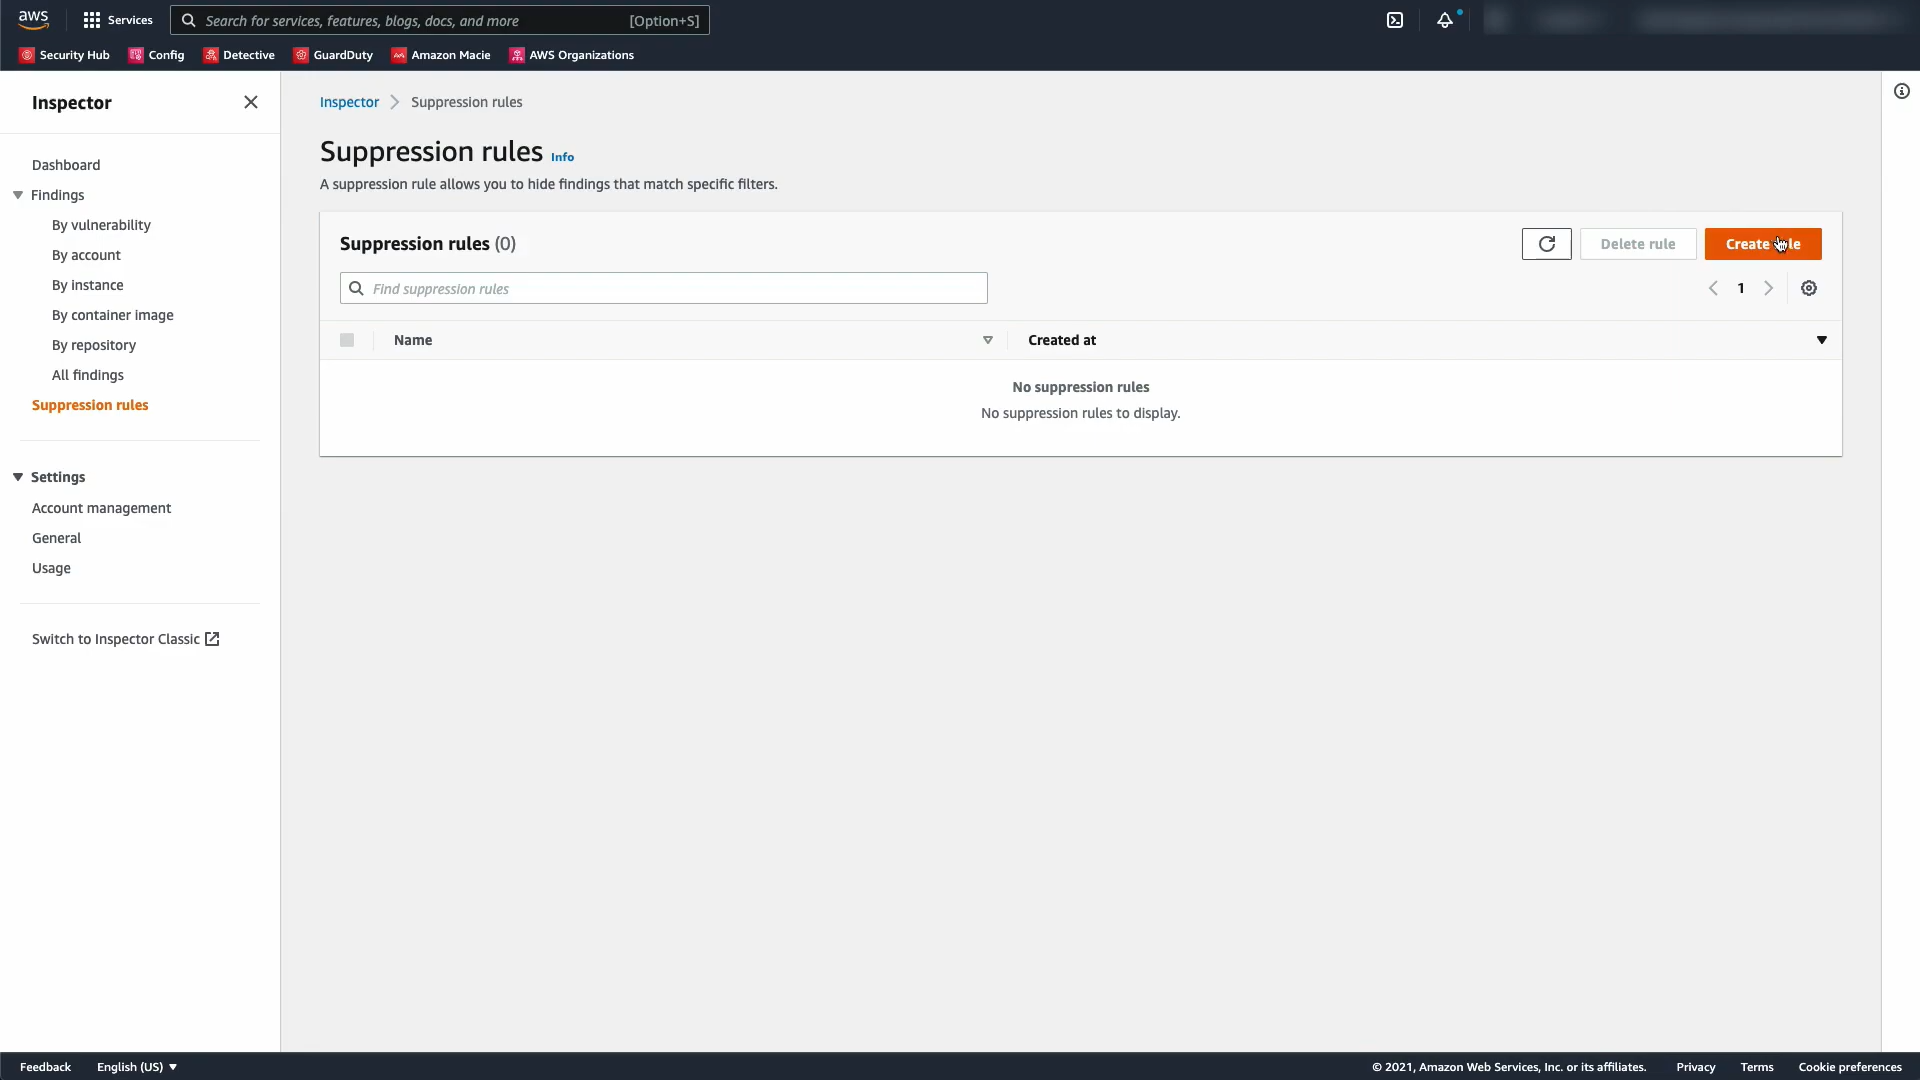 aws
Services
Search for services, features, blogs, docs, and more
[Option+S]
Security Hub
Config
Detective
GuardDuty
Amazon Macie
AWS Organizations
Inspector
Dashboard
Findings
By vulnerability
By account
By instance
By container image
By repository
All findings
Suppression rules
Settings
Account management
General
Usage
Switch to Inspector Classic
Inspector
Suppression rules
Suppression rules Info
A suppression rule allows you to hide findings that match specific filters.
Suppression rules (0)
Delete rule
Create rule
Find suppression rules
1
Name
Created at
No suppression rules
No suppression rules to display.
Feedback
English (US)
© 2021, Amazon Web Services, Inc. or its affiliates.
Privacy
Terms
Cookie preferences